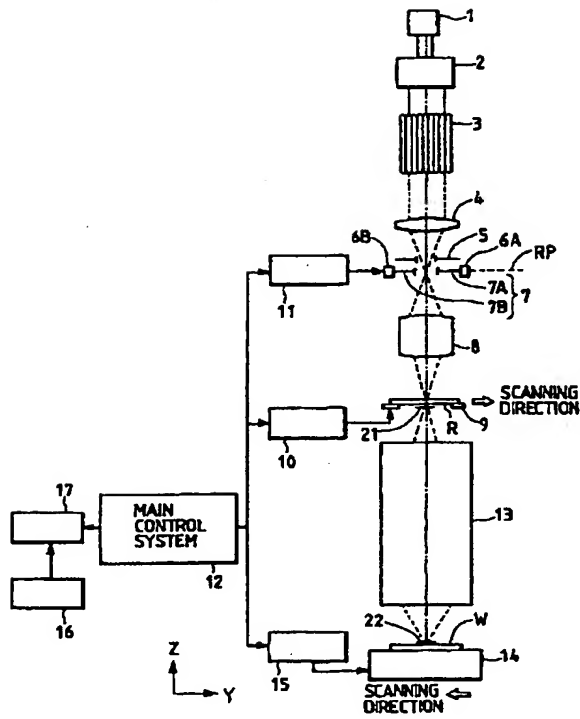 1
2
3
4
6B
5
6A
RP
7A
7
7B
11
8
SCANNING
DIRECTION
21
R
9
10
17
MAIN
CONTROL
SYSTEM
12
13
16
22
W
Z
15
14
Y
SCANNING
DIRECTION